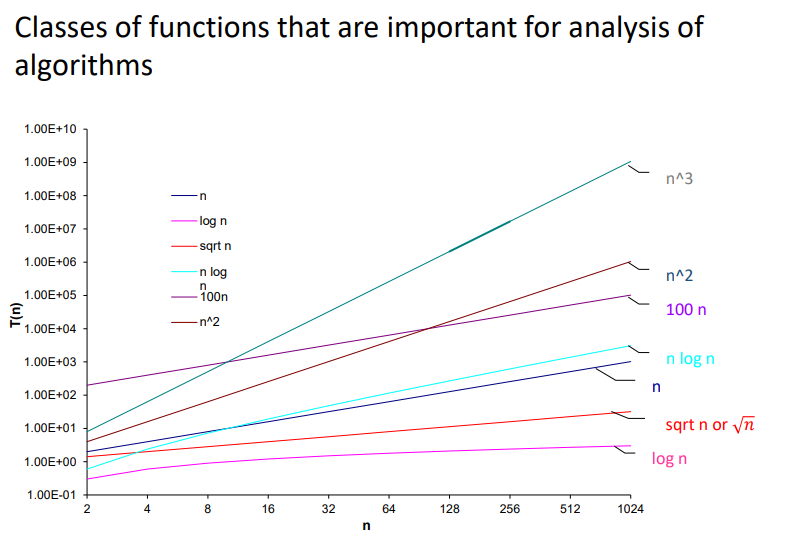 Classes of functions that are important for analysis of
algorithms
1.00E+10
1.00E+09
1.00E+08
1.00E+07
1.00E+06
1.00E+05
1.00E+04
1.00E+03
1.00E+02
1.00E+01
1.00E+00
1.00E-01
T(n)
n
log n
sqrt n
n log
n
100n
n^2
n^3
n^2
100 n
n log n
n
sqrt n or √n
log n
2 4 8 16 32 64 128 256 512 1024
n